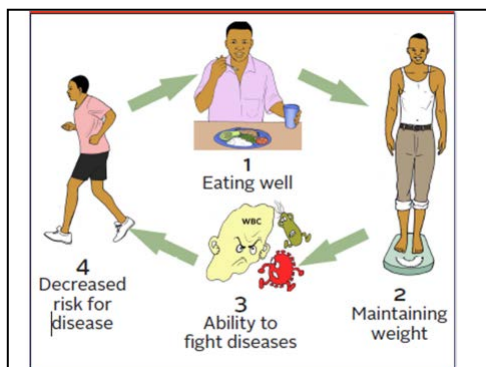 1
Eating well
2
Maintaining
weight
WBC
3
Ability to
fight diseases
4
Decreased
risk for
disease